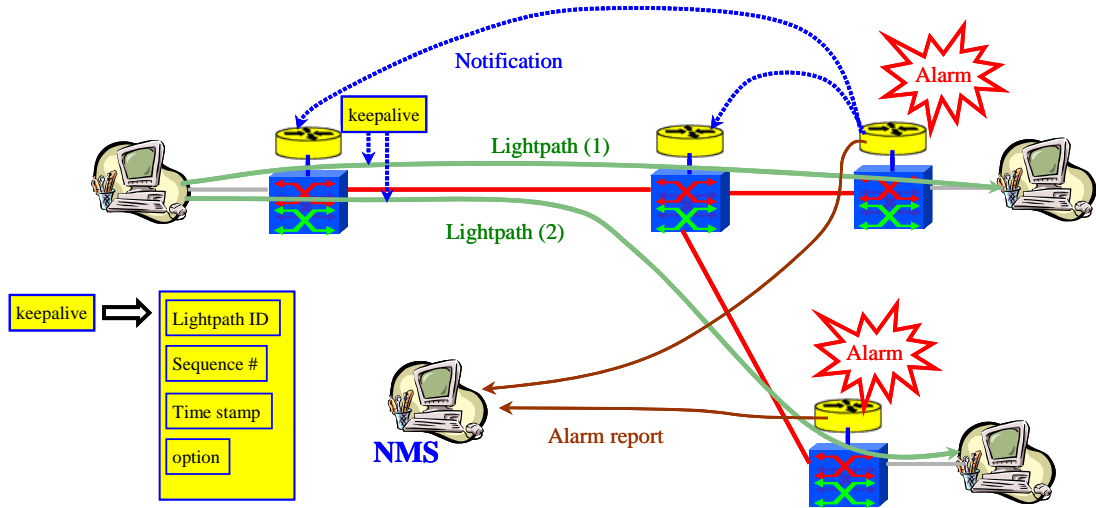 Notification
Alarm
keepalive
Lightpath (1)
Lightpath (2)
keepalive
Lightpath ID
Sequence #
Time stamp
option
Alarm
NMS
Alarm report